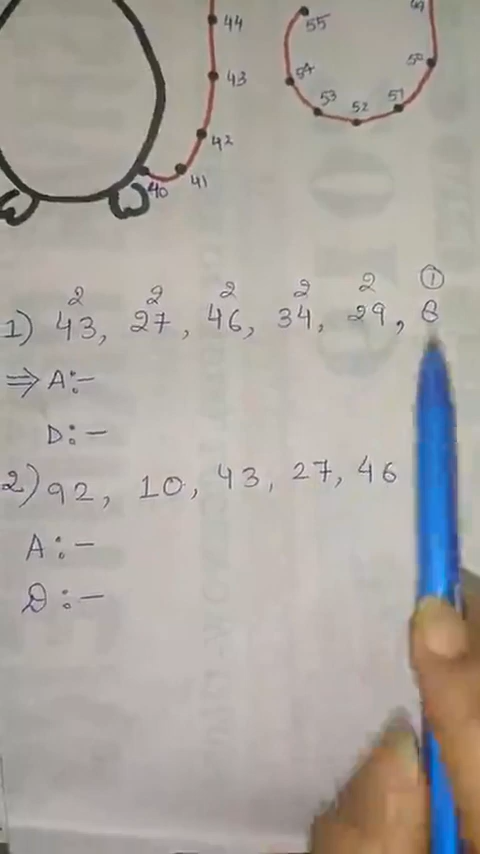 44
55
43
54
50
53
51
52
42
41
40
2 2 2 2 2 1
1) 43, 27, 46, 34, 29, 8
⇒ A:-
D:-
2) 92, 10, 43, 27, 46
A:-
D:-